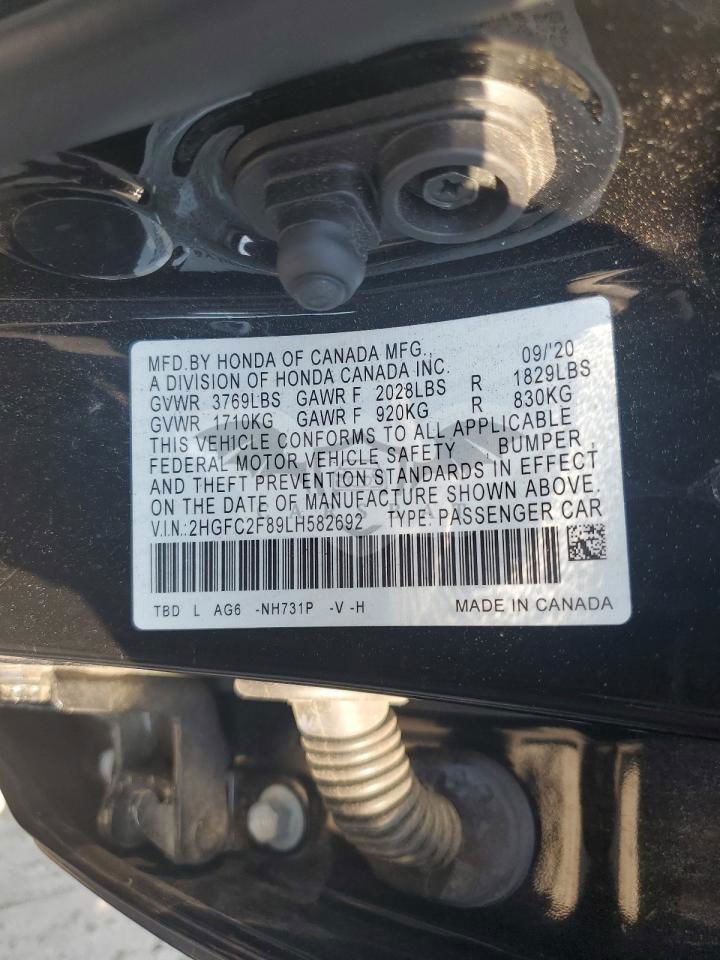 MFD.BY HONDA OF CANADA MFG., 09/'20
A DIVISION OF HONDA CANADA INC.
GVWR 3769LBS GAWR F 2028LBS R 1829LBS
GVWR 1710KG GAWR F 920KG R 830KG
THIS VEHICLE CONFORMS TO ALL APPLICABLE
FEDERAL MOTOR VEHICLE SAFETY , BUMPER ,
AND THEFT PREVENTION STANDARDS IN EFFECT
ON THE DATE OF MANUFACTURE SHOWN ABOVE.
V.I.N.:2HGFC2F89LH582692 TYPE: PASSENGER CAR
TBD L AG6 -NH731P -V -H MADE IN CANADA